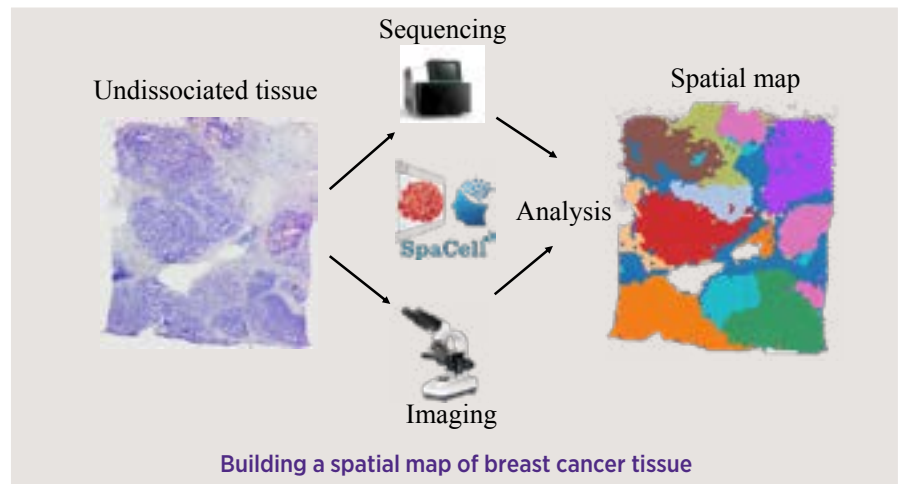 Sequencing
Undissociated tissue
Spatial map
Analysis
SpaCell
Imaging
Building a spatial map of breast cancer tissue